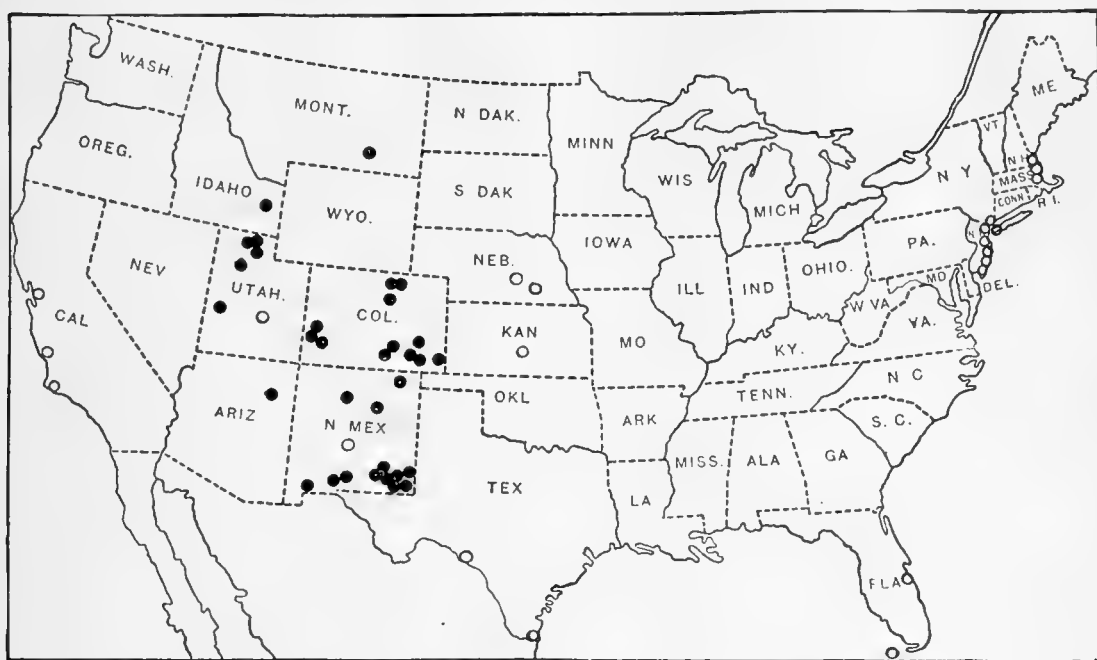 WASH.
MONT.
N DAK.
MINN
ME
VT
N H
OREG.
IDAHO
S DAK
WIS
MICH
N Y
MASS
CONN
R I.
WYO.
IOWA
NEB.
PA.
N
NEV
UTAH.
COL.
ILL
IND
OHIO.
MD
DEL.
W VA
VA.
CAL
KAN
MO
KY.
N C
ARIZ
N MEX
OKL
TENN.
ARK
S. C.
MISS.
ALA
GA
TEX
LA
FLA